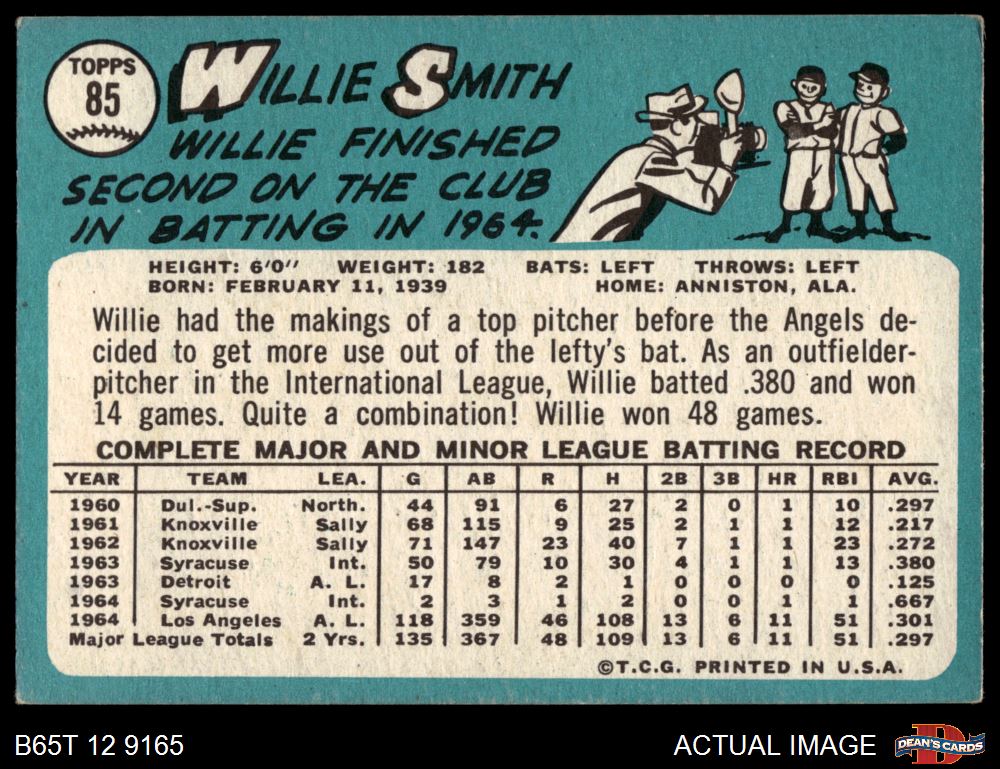 TOPPS
85
WILLIE SMITH
WILLIE FINISHED
SECOND ON THE CLUB
IN BATTING IN 1964.
HEIGHT: 6'0" WEIGHT: 182 BATS: LEFT THROWS: LEFT
BORN: FEBRUARY 11, 1939 HOME: ANNISTON, ALA.
Willie had the makings of a top pitcher before the Angels de-
cided to get more use out of the lefty's bat. As an outfielder-
pitcher in the International League, Willie batted .380 and won
14 games. Quite a combination! Willie won 48 games.
COMPLETE MAJOR AND MINOR LEAGUE BATTING RECORD
YEAR TEAM LEA. G AB R H 2B 3B HR RBI AVG.
1960 Dul.-Sup. North. 44 91 6 27 2 0 1 10 .297
1961 Knoxville Sally 68 115 9 25 2 1 1 12 .217
1962 Knoxville Sally 71 147 23 40 7 1 1 23 .272
1963 Syracuse Int. 50 79 10 30 4 1 1 13 .380
1963 Detroit A. L. 17 8 2 1 0 0 0 0 .125
1964 Syracuse Int. 2 3 1 2 0 0 1 1 .667
1964 Los Angeles A. L. 118 359 46 108 13 6 11 51 .301
Major League Totals 2 Yrs. 135 367 48 109 13 6 11 51 .297
©T.C.G. PRINTED IN U.S.A.
B65T 12 9165 ACTUAL IMAGE
DEAN'S CARDS